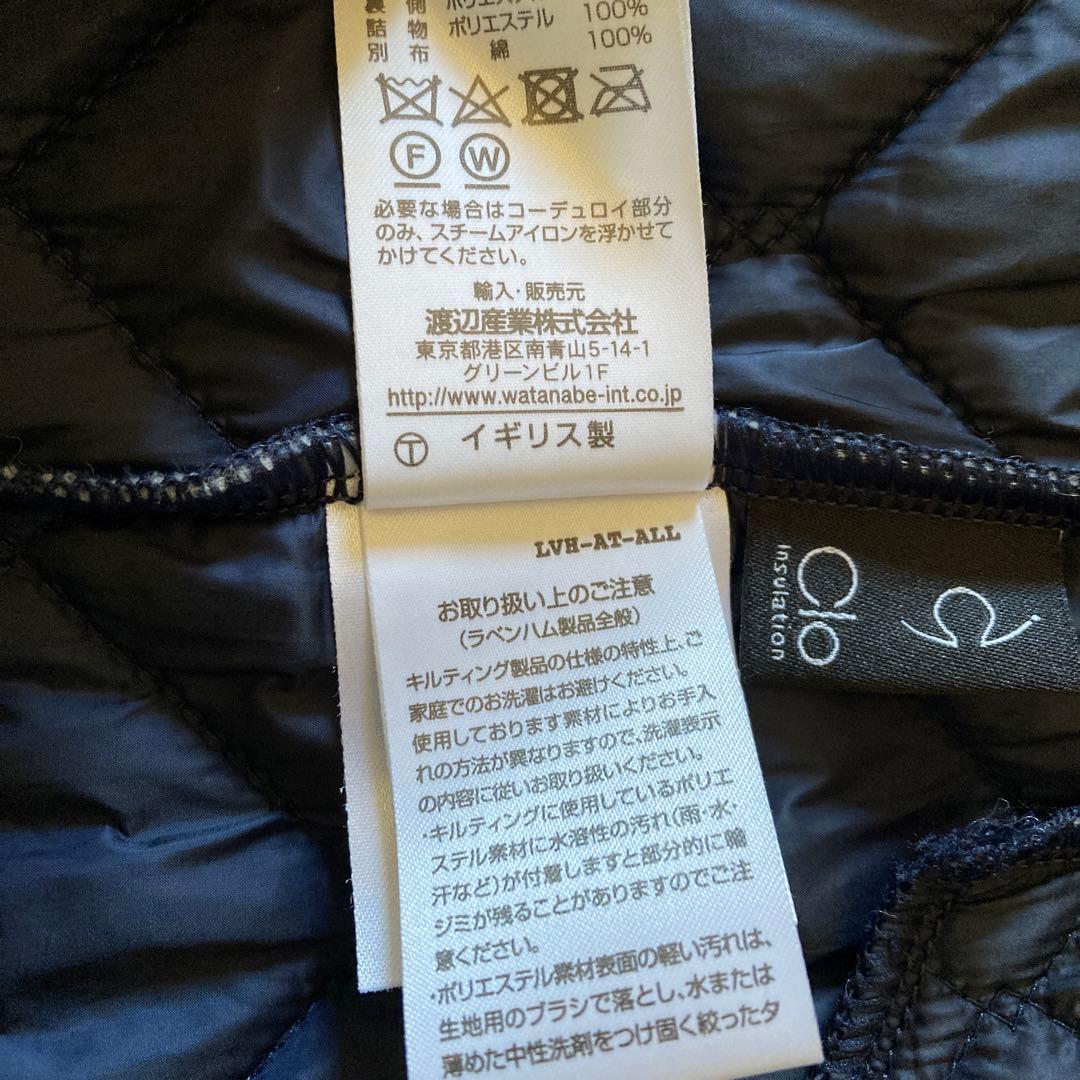 裏 側 ポリエステル 100%
詰 物 ポリエステル 100%
別 布 綿 100%
F W
必要な場合はコーデュロイ部分
のみ、スチームアイロンを浮かせて
かけてください。
輸入・販売元
渡辺産業株式会社
東京都港区南青山5-14-1
グリーンビル1F
http://www.watanabe-int.co.jp
T イギリス製
LVH-AT-ALL
お取り扱い上のご注意
(ラベンハム製品全般)
キルティング製品の仕様の特性上、ご
家庭でのお洗濯はお避けください。
使用しております素材によりお手入
れの方法が異なりますので、洗濯表示
の内容に従いお取り扱いください。
・キルティングに使用しているポリエ
ステル素材に水溶性の汚れ(雨・水・
汗など)が付着しますと部分的に輪
ジミが残ることがありますのでご注
意ください。
・ポリエステル素材表面の軽い汚れは、
生地用のブラシで落とし、水または
薄めた中性洗剤をつけ固く絞ったタ
Clo
Insulation